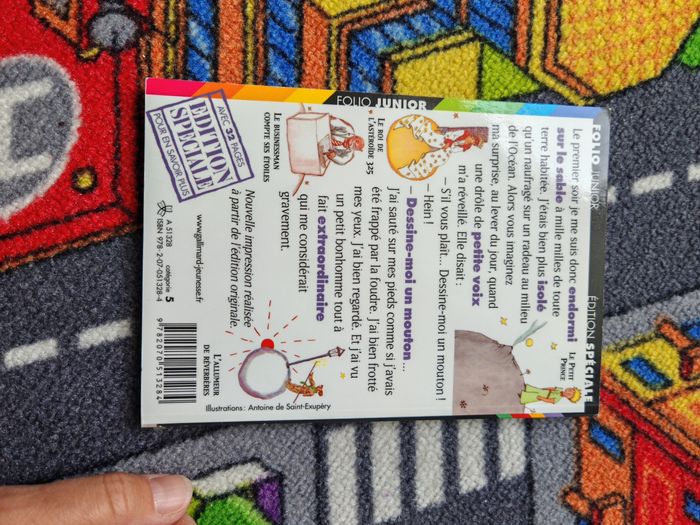 FOLIO JUNIOR
ÉDITION SPÉCIALE
Le premier soir je me suis donc endormi
sur le sable à mille milles de toute
terre habitée. J'étais bien plus isolé
qu'un naufragé sur un radeau au milieu
de l'Océan. Alors vous imaginez
ma surprise, au lever du jour, quand
une drôle de petite voix
m'a réveillé. Elle disait :
– S'il vous plaît... Dessine-moi un mouton !
– Hein !
– Dessine-moi un mouton...
J'ai sauté sur mes pieds comme si j'avais
été frappé par la foudre. J'ai bien frotté
mes yeux. J'ai bien regardé. Et j'ai vu
un petit bonhomme tout à
fait extraordinaire
qui me considérait
gravement.
LE PETIT
PRINCE
FOLIO JUNIOR
LE ROI DE
L'ASTÉROÏDE 325
LE BUSINESSMAN
COMPTE SES ÉTOILES
L'ALLUMEUR
DE RÉVERBÈRES
Nouvelle impression réalisée
à partir de l'édition originale.
AVEC 32 PAGES
EDITION
SPÉCIALE
POUR EN SAVOIR PLUS
www.gallimard-jeunesse.fr
Illustrations : Antoine de Saint-Exupéry
A 51328 catégorie 5
ISBN 978-2-07-051328-4
9 782070 513284